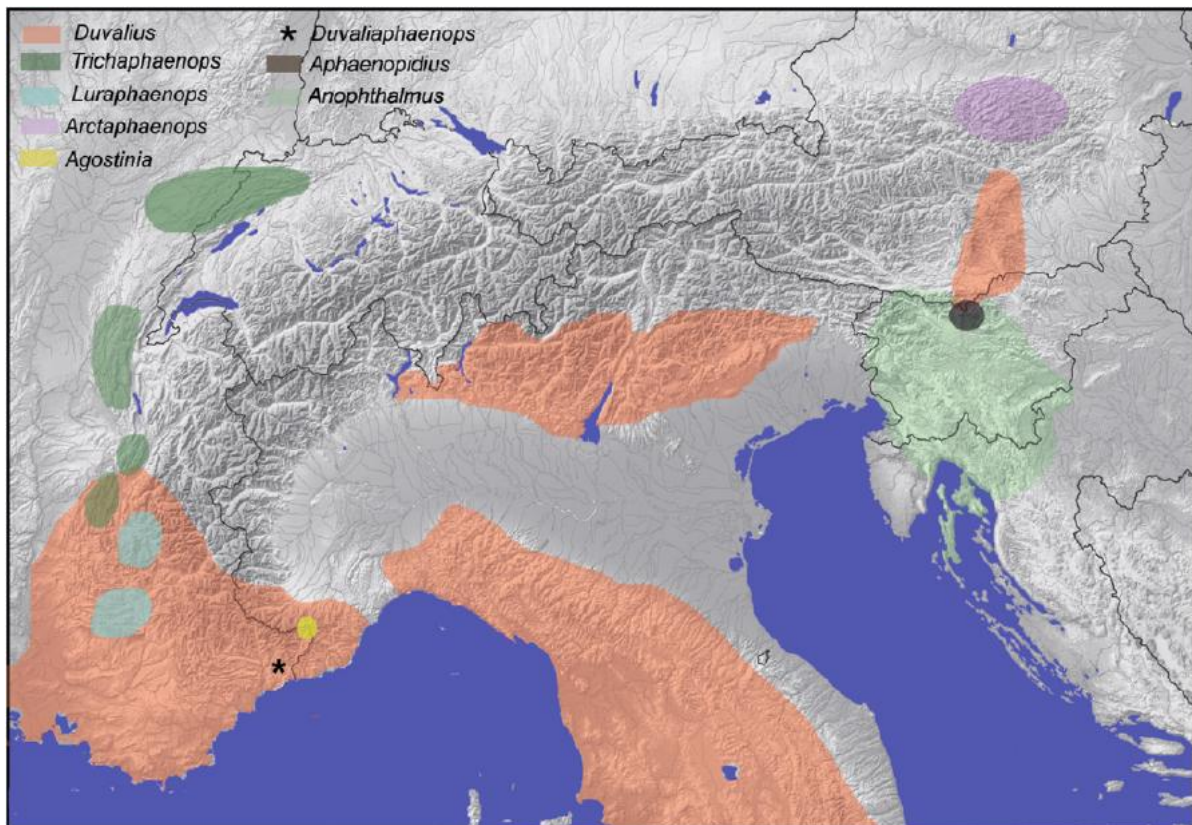 Duvalius
Trichaphaenops
Luraphaenops
Arctaphaenops
Agostinia
* Duvaliaphaenops
Aphaenopidius
Anophthalmus
*